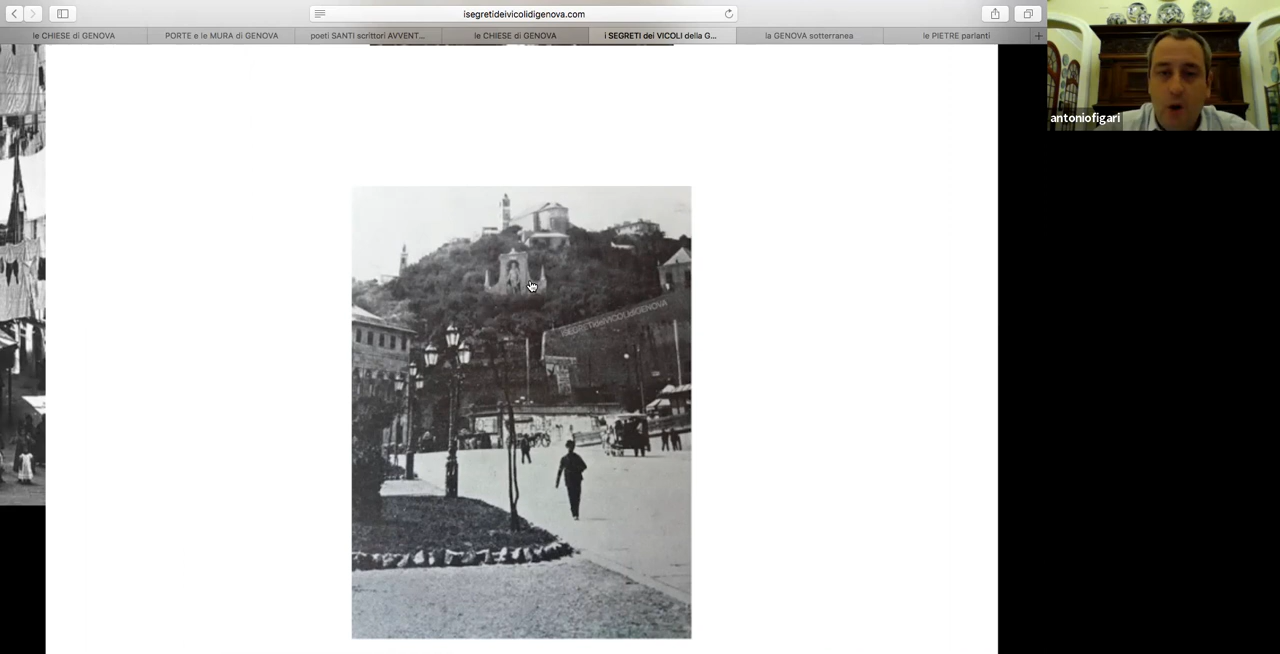 isegretideivicolidigenova.com
le CHIESE di GENOVA
PORTE e le MURA di GENOVA
poeti SANTI scrittori AVVENT...
le CHIESE di GENOVA
i SEGRETI dei VICOLI della G...
la GENOVA sotterranea
le PIETRE parlanti
antoniofigari
ISEGRETIDEIVICOLIDIGENOVA